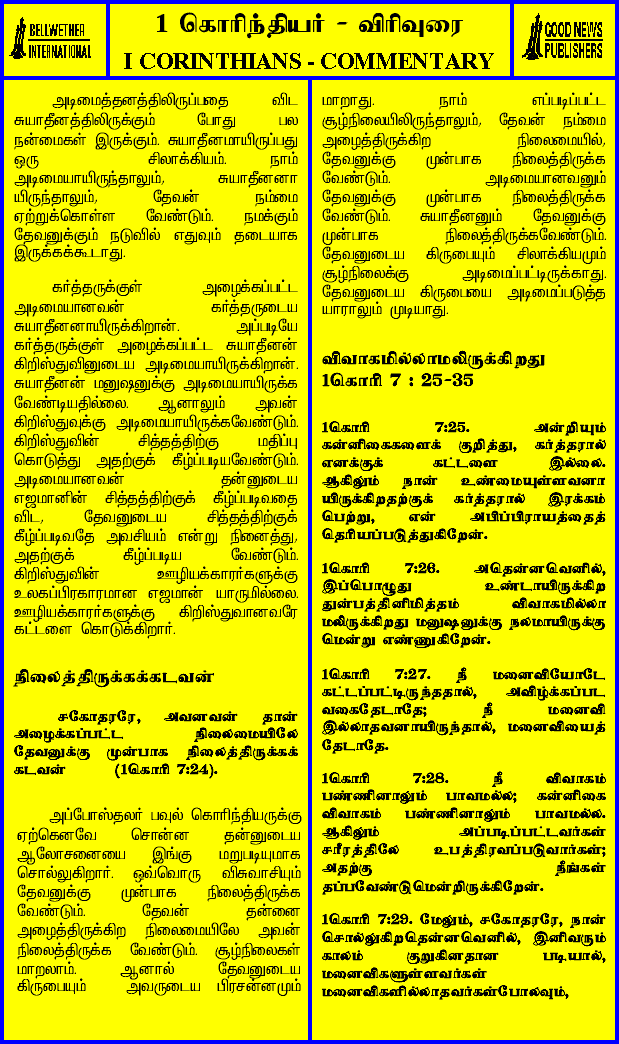 BELLWETHER
INTERNATIONAL
1 கொரிந்தியர் - விரிவுரை
I CORINTHIANS - COMMENTARY
GOOD NEWS
PUBLISHERS
அடிமைத்தனத்திலிருப்பதை விட
சுயாதீனத்திலிருக்கும் போது பல
நன்மைகள் இருக்கும். சுயாதீனமாயிருப்பது
ஒரு சிலாக்கியம். நாம்
அடிமையாயிருந்தாலும், சுயாதீனனா
யிருந்தாலும், தேவன் நம்மை
ஏற்றுக்கொள்ள வேண்டும். நமக்கும்
தேவனுக்கும் நடுவில் எதுவும் தடையாக
இருக்கக்கூடாது.
கர்த்தருக்குள் அழைக்கப்பட்ட
அடிமையானவன் கர்த்தருடைய
சுயாதீனனாயிருக்கிறான். அப்படியே
கர்த்தருக்குள் அழைக்கப்பட்ட சுயாதீனன்
கிறிஸ்துவினுடைய அடிமையாயிருக்கிறான்.
சுயாதீனன் மனுஷனுக்கு அடிமையாயிருக்க
வேண்டியதில்லை. ஆனாலும் அவன்
கிறிஸ்துவுக்கு அடிமையாயிருக்கவேண்டும்.
கிறிஸ்துவின் சித்தத்திற்கு மதிப்பு
கொடுத்து அதற்குக் கீழ்ப்படியவேண்டும்.
அடிமையானவன் தன்னுடைய
எஜமானின் சித்தத்திற்குக் கீழ்ப்படிவதை
விட, தேவனுடைய சித்தத்திற்குக்
கீழ்ப்படிவதே அவசியம் என்று நினைத்து,
அதற்குக் கீழ்ப்படிய வேண்டும்.
கிறிஸ்துவின் ஊழியக்காரர்களுக்கு
உலகப்பிரகாரமான எஜமான் யாருமில்லை.
ஊழியக்காரர்களுக்கு கிறிஸ்துவானவரே
கட்டளை கொடுக்கிறார்.
நிலைத்திருக்கக்கடவன்
சகோதரரே, அவனவன் தான்
அழைக்கப்பட்ட நிலைமையிலே
தேவனுக்கு முன்பாக நிலைத்திருக்கக்
கடவன் (1கொரி 7:24).
அப்போஸ்தலர் பவுல் கொரிந்தியருக்கு
ஏற்கெனவே சொன்ன தன்னுடைய
ஆலோசனையை இங்கு மறுபடியுமாக
சொல்லுகிறார். ஒவ்வொரு விசுவாசியும்
தேவனுக்கு முன்பாக நிலைத்திருக்க
வேண்டும். தேவன் தன்னை
அழைத்திருக்கிற நிலைமையிலே அவன்
நிலைத்திருக்க வேண்டும். சூழ்நிலைகள்
மாறலாம். ஆனால் தேவனுடைய
கிருபையும் அவருடைய பிரசன்னமும்
மாறாது. நாம் எப்படிப்பட்ட
சூழ்நிலையிலிருந்தாலும், தேவன் நம்மை
அழைத்திருக்கிற நிலைமையில்,
தேவனுக்கு முன்பாக நிலைத்திருக்க
வேண்டும். அடிமையானவனும்
தேவனுக்கு முன்பாக நிலைத்திருக்க
வேண்டும். சுயாதீனனும் தேவனுக்கு
முன்பாக நிலைத்திருக்கவேண்டும்.
தேவனுடைய கிருபையும் சிலாக்கியமும்
சூழ்நிலைக்கு அடிமைப்பட்டிருக்காது.
தேவனுடைய கிருபையை அடிமைப்படுத்த
யாராலும் முடியாது.
விவாகமில்லாமலிருக்கிறது
1கொரி 7 : 25-35
1கொரி 7:25. அன்றியும்
கன்னிகைகளைக் குறித்து, கர்த்தரால்
எனக்குக் கட்டளை இல்லை.
ஆகிலும் நான் உண்மையுள்ளவனா
யிருக்கிறதற்குக் கர்த்தரால் இரக்கம்
பெற்று, என் அபிப்பிராயத்தைத்
தெரியப்படுத்துகிறேன்.
1கொரி 7:26. அதென்னவெனில்,
இப்பொழுது உண்டாயிருக்கிற
துன்பத்தினிமித்தம் விவாகமில்லா
மலிருக்கிறது மனுஷனுக்கு நலமாயிருக்கு
மென்று எண்ணுகிறேன்.
1கொரி 7:27. நீ மனைவியோடே
கட்டப்பட்டிருந்ததால், அவிழ்க்கப்பட
வகைதேடாதே; நீ மனைவி
இல்லாதவனாயிருந்தால், மனைவியைத்
தேடாதே.
1கொரி 7:28. நீ விவாகம்
பண்ணினாலும் பாவமல்ல; கன்னிகை
விவாகம் பண்ணினாலும் பாவமல்ல.
ஆகிலும் அப்படிப்பட்டவர்கள்
சரீரத்திலே உபத்திரவப்படுவார்கள்;
அதற்கு நீங்கள்
தப்பவேண்டுமென்றிருக்கிறேன்.
1கொரி 7:29. மேலும், சகோதரரே, நான்
சொல்லுகிறதென்னவெனில், இனிவரும்
காலம் குறுகினதான படியால்,
மனைவிகளுள்ளவர்கள்
மனைவிகளில்லாதவர்கள்போலவும்,